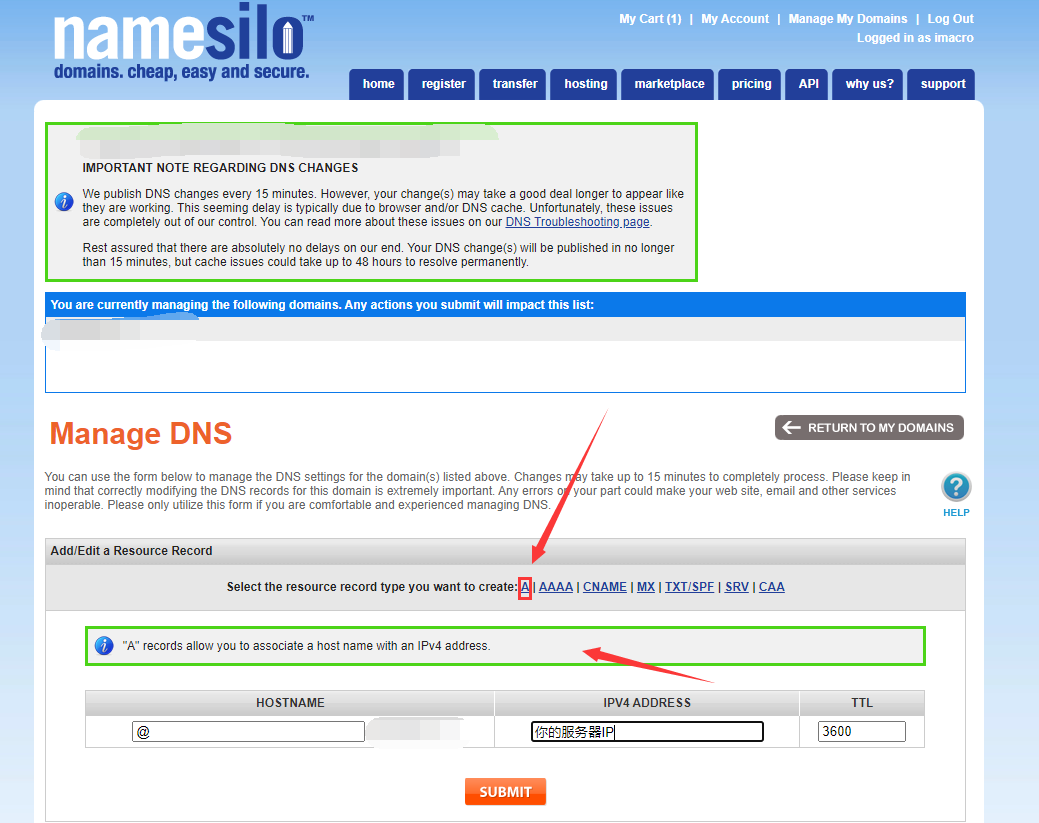 namesilo™
domains. cheap, easy and secure.
My Cart (1) | My Account | Manage My Domains | Log Out
Logged in as imacro
home register transfer hosting marketplace pricing API why us? support
IMPORTANT NOTE REGARDING DNS CHANGES
We publish DNS changes every 15 minutes. However, your change(s) may take a good deal longer to appear like
they are working. This seeming delay is typically due to browser and/or DNS cache. Unfortunately, these issues
are completely out of our control. You can read more about these issues on our DNS Troubleshooting page.
Rest assured that there are absolutely no delays on our end. Your DNS change(s) will be published in no longer
than 15 minutes, but cache issues could take up to 48 hours to resolve permanently.
You are currently managing the following domains. Any actions you submit will impact this list:
Manage DNS
RETURN TO MY DOMAINS
You can use the form below to manage the DNS settings for the domain(s) listed above. Changes may take up to 15 minutes to completely process. Please keep in
mind that correctly modifying the DNS records for this domain is extremely important. Any errors on your part could make your web site, email and other services
inoperable. Please only utilize this form if you are comfortable and experienced managing DNS.
HELP
Add/Edit a Resource Record
Select the resource record type you want to create: A | AAAA | CNAME | MX | TXT/SPF | SRV | CAA
"A" records allow you to associate a host name with an IPv4 address.
HOSTNAME IPV4 ADDRESS TTL
@ 你的服务器IP 3600
SUBMIT